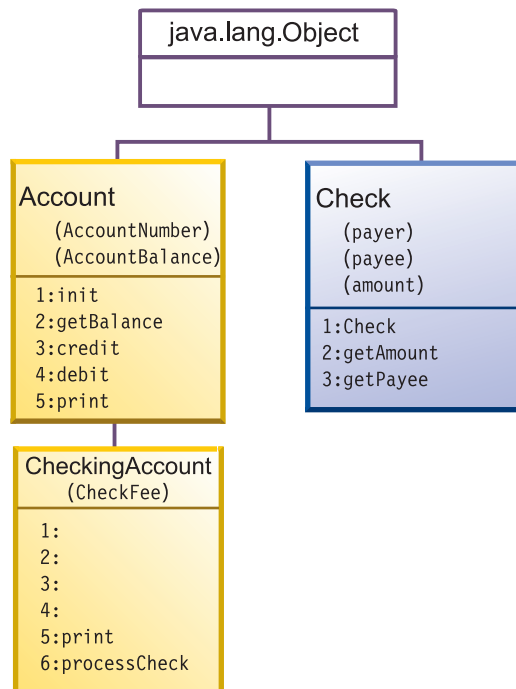 java.lang.Object
Account
(AccountNumber)
(AccountBalance)
1:init
2:getBalance
3:credit
4:debit
5:print
Check
(payer)
(payee)
(amount)
1:Check
2:getAmount
3:getPayee
CheckingAccount
(CheckFee)
1:
2:
3:
4:
5:print
6:processCheck